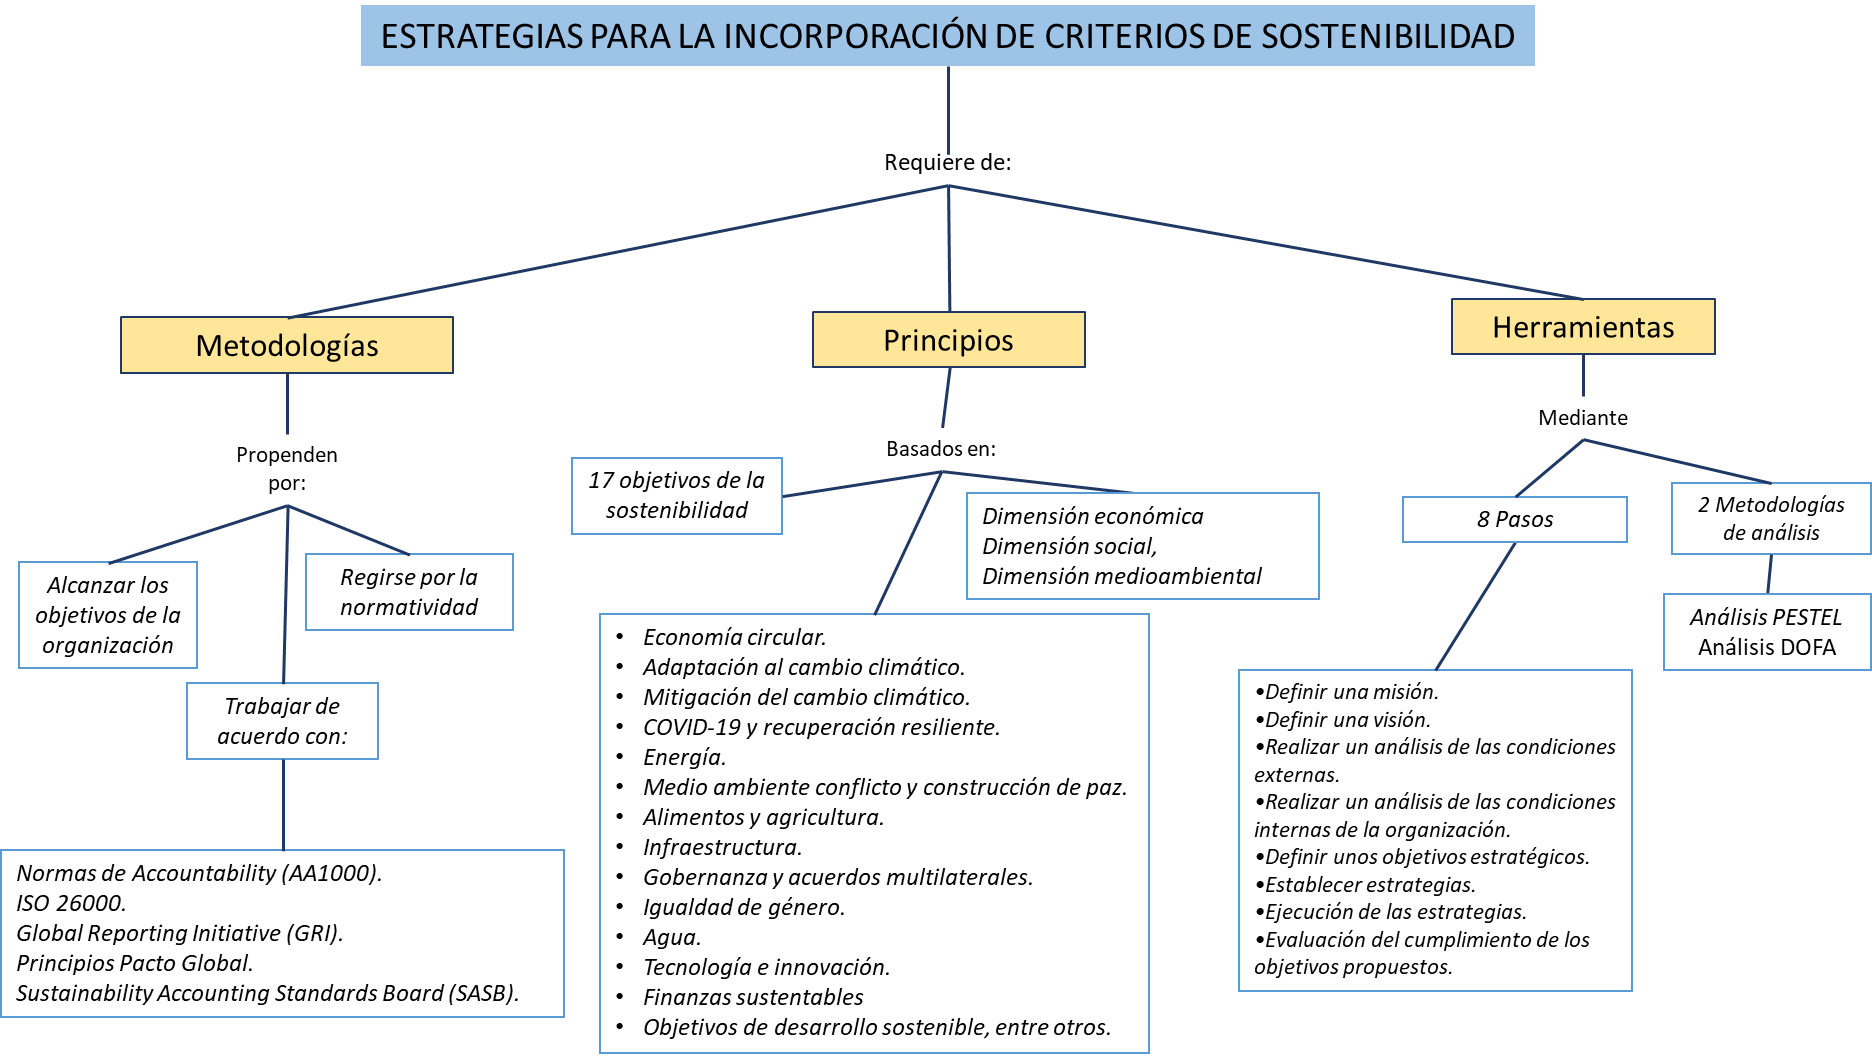 ESTRATEGIAS PARA LA INCORPORACIÓN DE CRITERIOS DE SOSTENIBILIDAD
Requiere de:
Metodologías
Propenden
por:
Alcanzar los
objetivos de la
organización
Regirse por la
normatividad
Trabajar de
acuerdo con:
Normas de Accountability (AA1000).
ISO 26000.
Global Reporting Initiative (GRI).
Principios Pacto Global.
Sustainability Accounting Standards Board (SASB).
Principios
Basados en:
17 objetivos de la
sostenibilidad
Dimensión económica
Dimensión social,
Dimensión medioambiental
• Economía circular.
• Adaptación al cambio climático.
• Mitigación del cambio climático.
• COVID-19 y recuperación resiliente.
• Energía.
• Medio ambiente conflicto y construcción de paz.
• Alimentos y agricultura.
• Infraestructura.
• Gobernanza y acuerdos multilaterales.
• Igualdad de género.
• Agua.
• Tecnología e innovación.
• Finanzas sustentables
• Objetivos de desarrollo sostenible, entre otros.
Herramientas
Mediante
8 Pasos
•Definir una misión.
•Definir una visión.
•Realizar un análisis de las condiciones
externas.
•Realizar un análisis de las condiciones
internas de la organización.
•Definir unos objetivos estratégicos.
•Establecer estrategias.
•Ejecución de las estrategias.
•Evaluación del cumplimiento de los
objetivos propuestos.
2 Metodologías
de análisis
Análisis PESTEL
Análisis DOFA